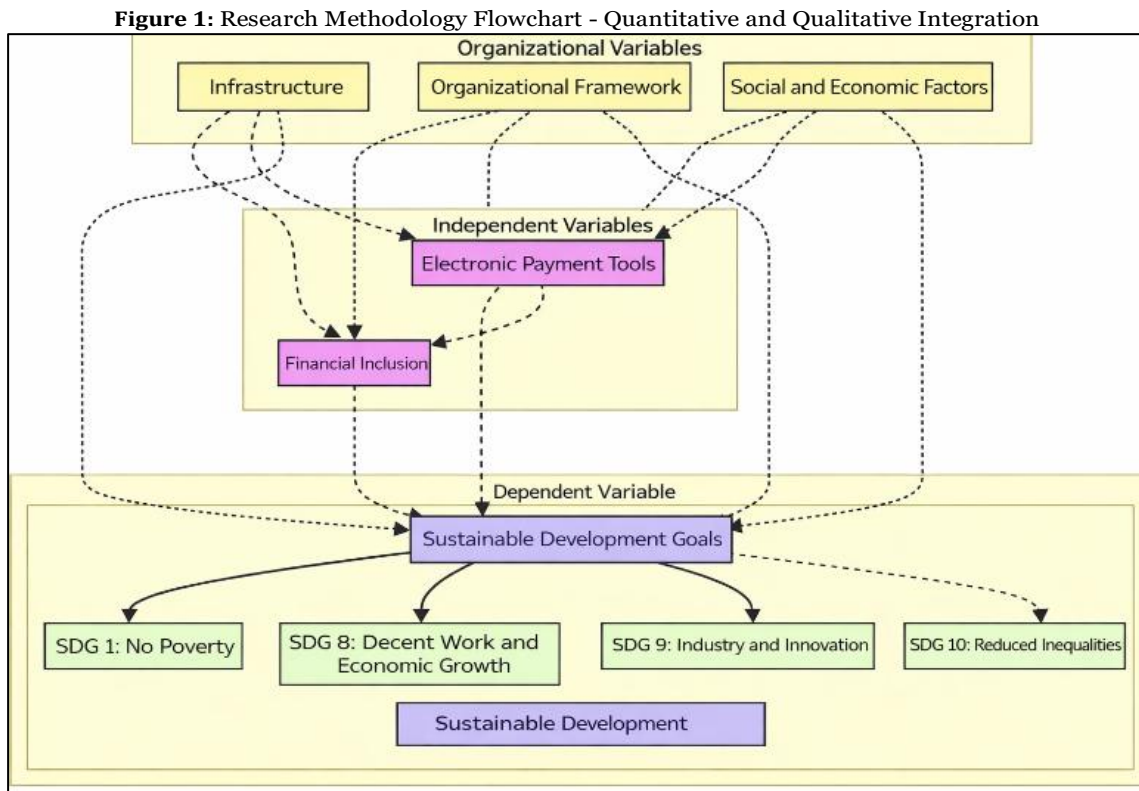 Figure 1: Research Methodology Flowchart - Quantitative and Qualitative Integration
Organizational Variables
Infrastructure
Organizational Framework
Social and Economic Factors
Independent Variables
Electronic Payment Tools
Financial Inclusion
Dependent Variable
Sustainable Development Goals
SDG 1: No Poverty
SDG 8: Decent Work and
Economic Growth
SDG 9: Industry and Innovation
SDG 10: Reduced Inequalities
Sustainable Development